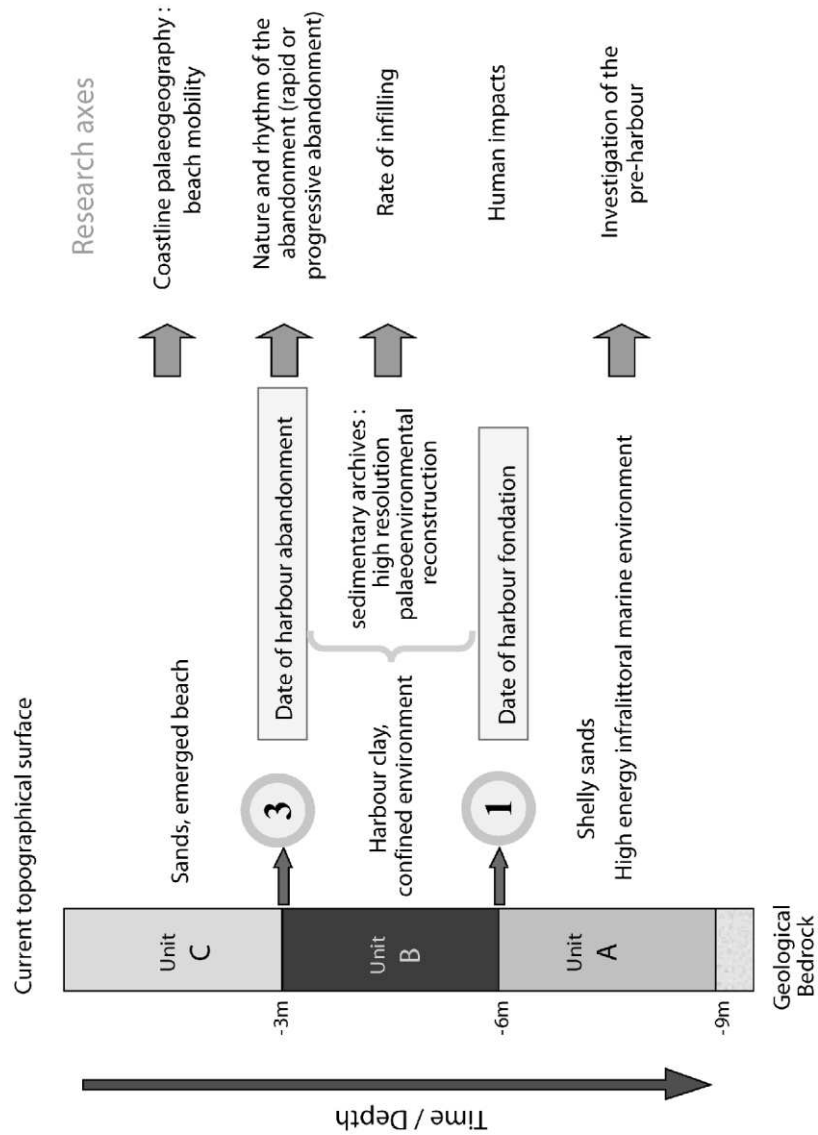 Current topographical surface
Research axes
Unit
C
Sands, emerged beach
Coastline palaeogeography :
beach mobility
-3m
3
Date of harbour abandonment
Nature and rhythm of the
abandonment (rapid or
progressive abandonment)
Unit
B
Harbour clay,
confined environment
sedimentary archives :
high resolution
palaeoenvironmental
reconstruction
Rate of infilling
-6m
1
Date of harbour fondation
Human impacts
Unit
A
Shelly sands
High energy infralittoral marine environment
Investigation of the
pre-harbour
-9m
Geological
Bedrock
Time / Depth